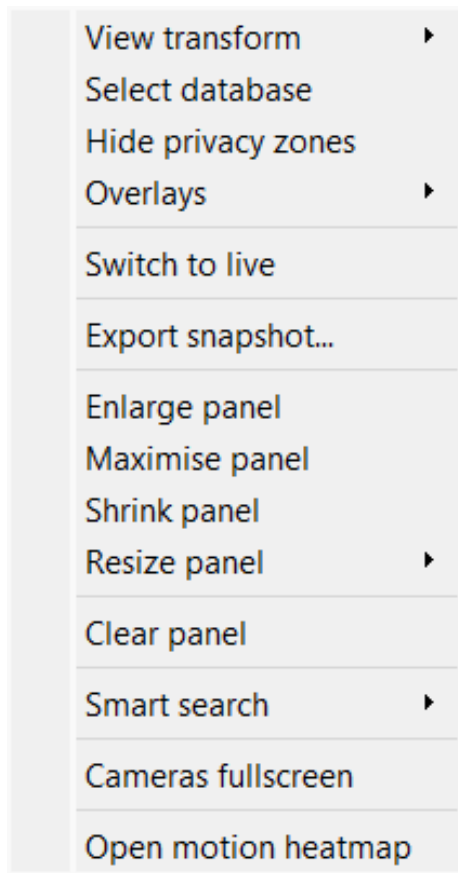 View transform
Select database
Hide privacy zones
Overlays
Switch to live
Export snapshot...
Enlarge panel
Maximise panel
Shrink panel
Resize panel
Clear panel
Smart search
Cameras fullscreen
Open motion heatmap